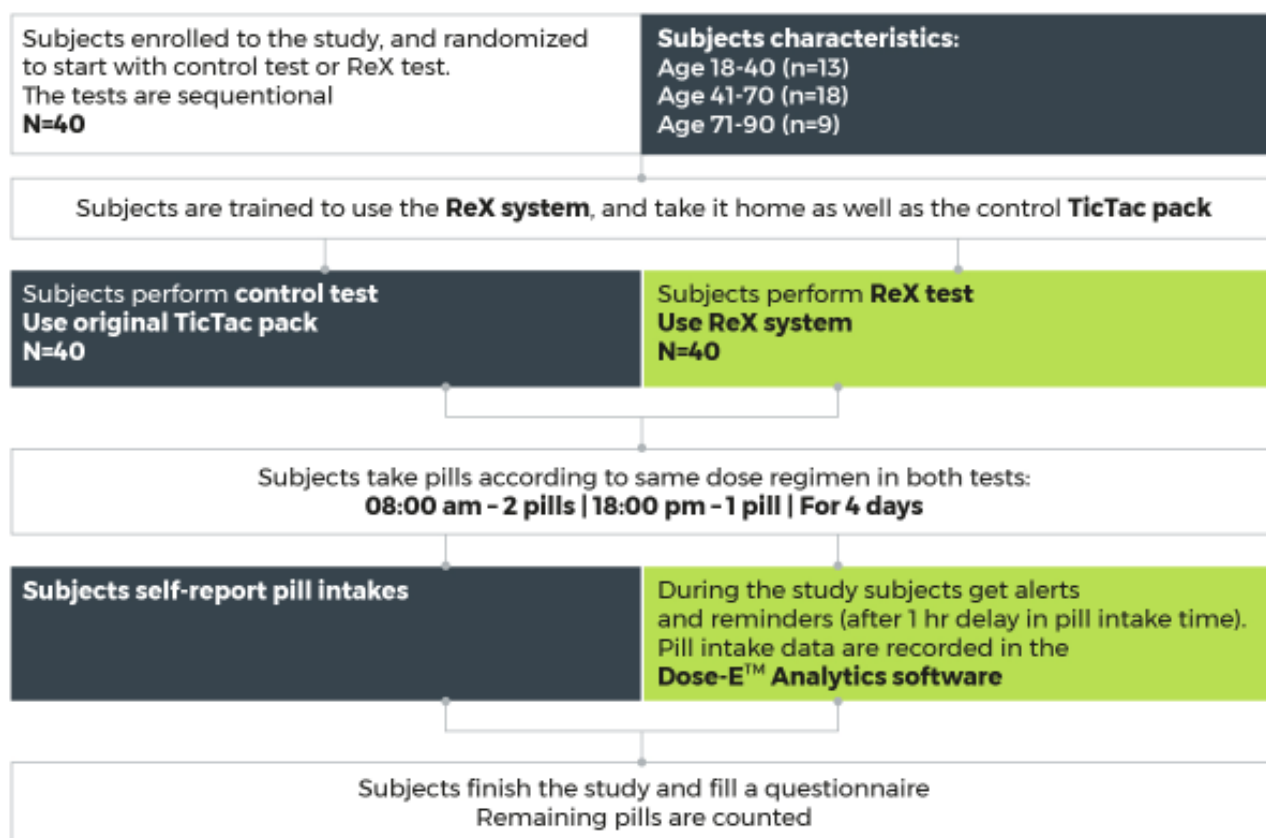 Subjects enrolled to the study, and randomized
to start with control test or ReX test.
The tests are sequentional
N=40
Subjects characteristics:
Age 18-40 (n=13)
Age 41-70 (n=18)
Age 71-90 (n=9)
Subjects are trained to use the ReX system, and take it home as well as the control TicTac pack
Subjects perform control test
Use original TicTac pack
N=40
Subjects perform ReX test
Use ReX system
N=40
Subjects take pills according to same dose regimen in both tests:
08:00 am – 2 pills | 18:00 pm – 1 pill | For 4 days
Subjects self-report pill intakes
During the study subjects get alerts
and reminders (after 1 hr delay in pill intake time).
Pill intake data are recorded in the
Dose-E™ Analytics software
Subjects finish the study and fill a questionnaire
Remaining pills are counted